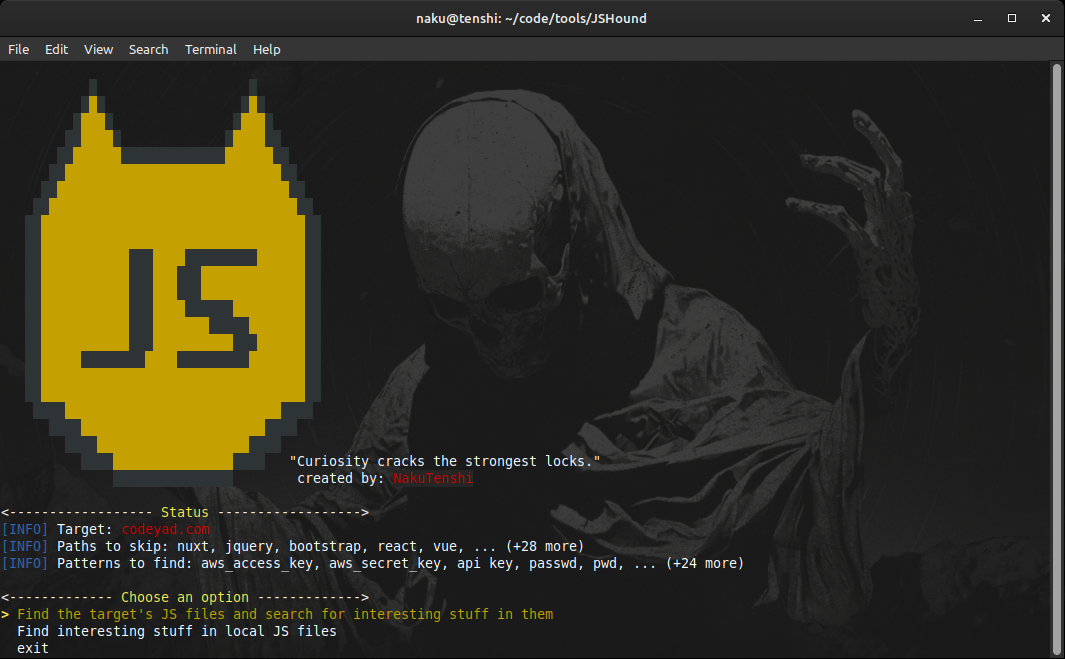 naku@tenshi: ~/code/tools/JSHound
File Edit View Search Terminal Help
JS
"Curiosity cracks the strongest locks."
created by: NakuTenshi
<------------------ Status ------------------>
[INFO] Target: codeyad.com
[INFO] Paths to skip: nuxt, jquery, bootstrap, react, vue, ... (+28 more)
[INFO] Patterns to find: aws_access_key, aws_secret_key, api key, passwd, pwd, ... (+24 more)
<------------- Choose an option ------------->
> Find the target's JS files and search for interesting stuff in them
Find interesting stuff in local JS files
exit